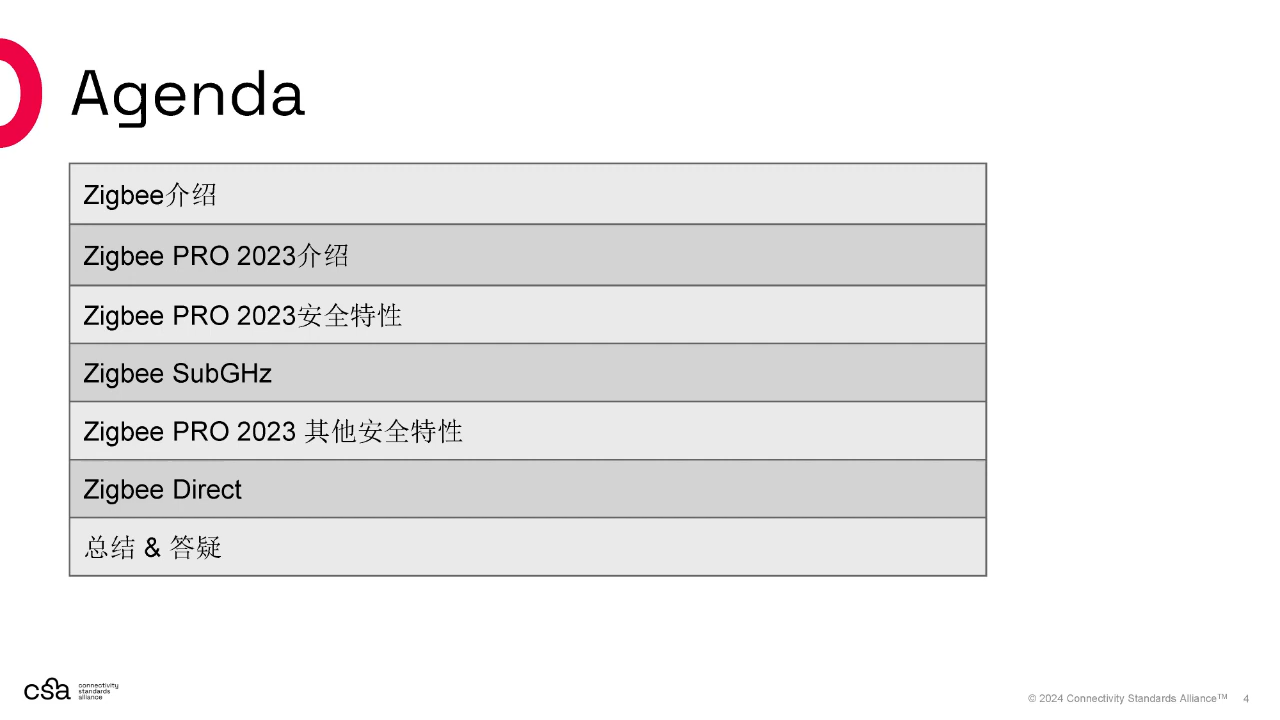 Agenda
Zigbee介绍
Zigbee PRO 2023介绍
Zigbee PRO 2023安全特性
Zigbee SubGHz
Zigbee PRO 2023 其他安全特性
Zigbee Direct
总结 & 答疑
csa
connectivity
standards
alliance
© 2024 Connectivity Standards Alliance™ 4